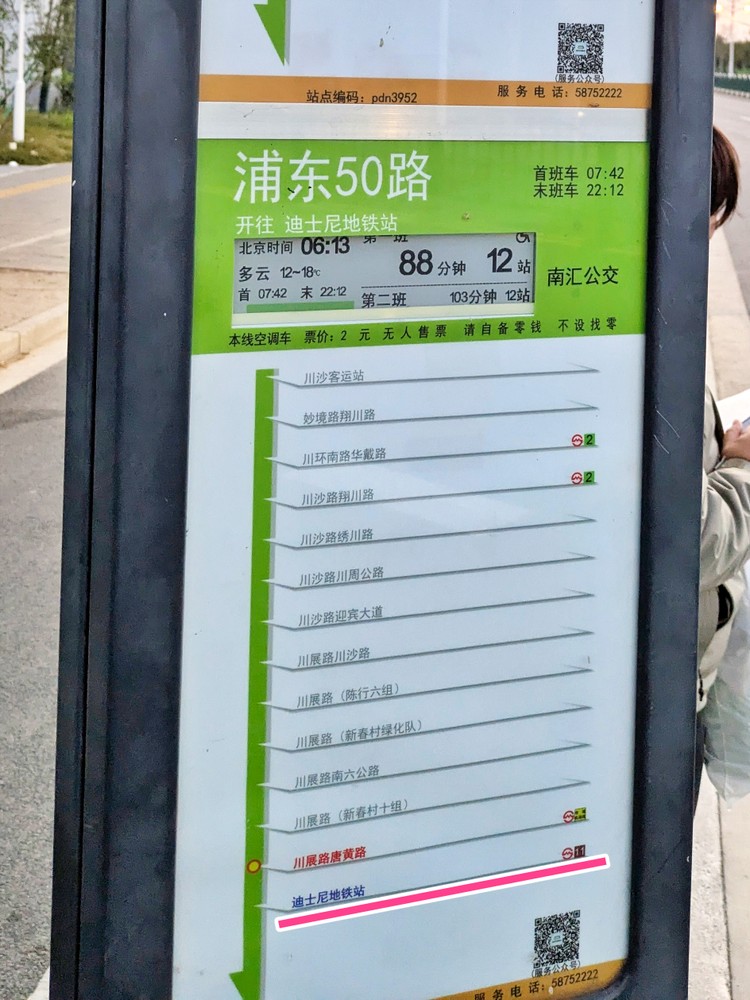 (服务公众号)
站点编码: pdn3952
服务电话: 58752222
浦东50路
首班车 07:42
末班车 22:12
开往 迪士尼地铁站
北京时间 06:13
第一班
88分钟 12站
多云 12~18℃
首 07:42 末 22:12
第二班 103分钟 12站
南汇公交
本线空调车 票价: 2 元 无人售票 请自备零钱 不设找零
川沙客运站
妙境路翔川路
川环南路华戴路 2
川沙路翔川路 2
川沙路绣川路
川沙路川周公路
川沙路迎宾大道
川展路川沙路
川展路 (陈行六组)
川展路 (新春村绿化队)
川展路南六公路
川展路 (新春村十组)
川展路唐黄路
迪士尼地铁站 11
(服务公众号)
服务电话: 58752222